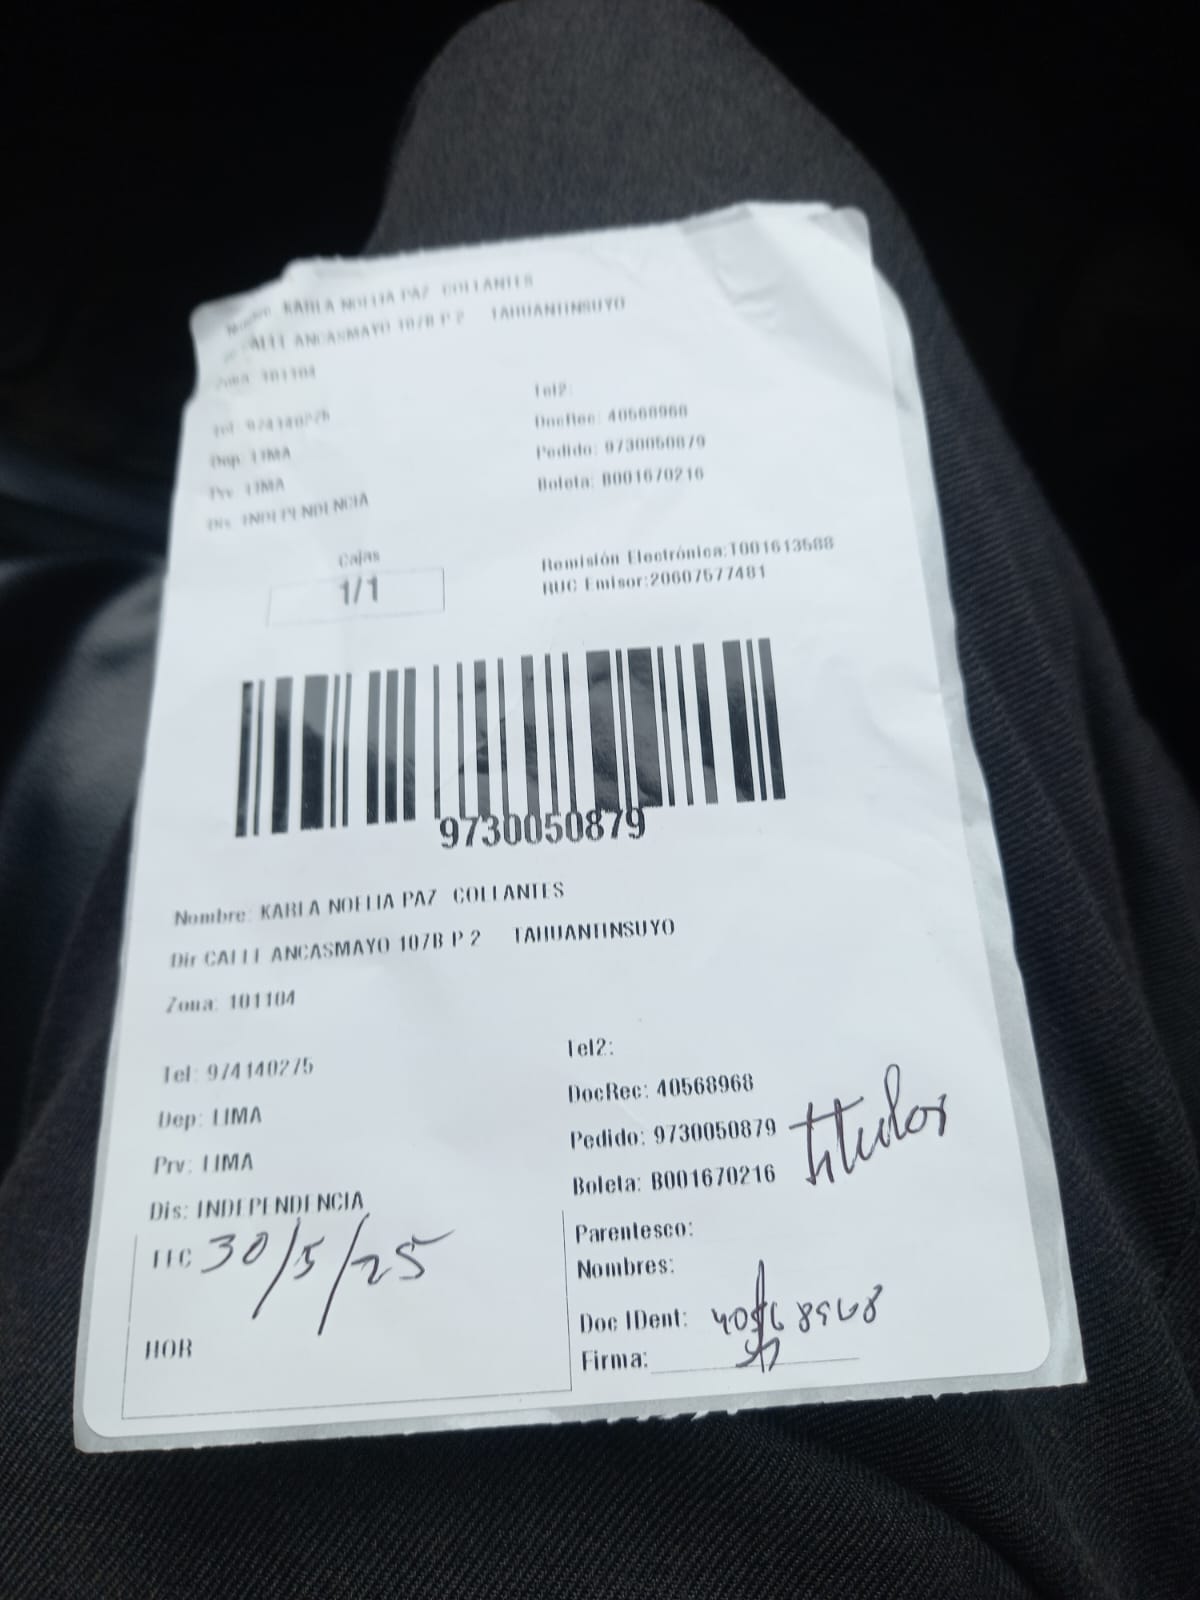 Nombre: KARLA NOELIA PAZ COLLANTES
CALLE ANCASMAYO 107B P 2 TAHUANTINSUYO
Zona: 101104
Tel2:
Tel: 974140275
DocRec: 40568968
Dep: LIMA
Pedido: 9730050879
Prv: LIMA
Boleta: B001670216
Dis: INDEPENDENCIA
Cajas
1/1
Remisión Electrónica:T001613588
RUC Emisor:20607577481
9730050879
Nombre: KARLA NOELIA PAZ COLLANTES
Dir CALLE ANCASMAYO 107B P 2 TAHUANTINSUYO
Zona: 101104
Tel2:
Tel: 974140275
DocRec: 40568968
Dep: LIMA
Pedido: 9730050879
titular
Prv: LIMA
Boleta: B001670216
Dis: INDEPENDENCIA
Parentesco:
30/5/25
Nombres:
Doc IDent: 40568968
HOR
Firma: